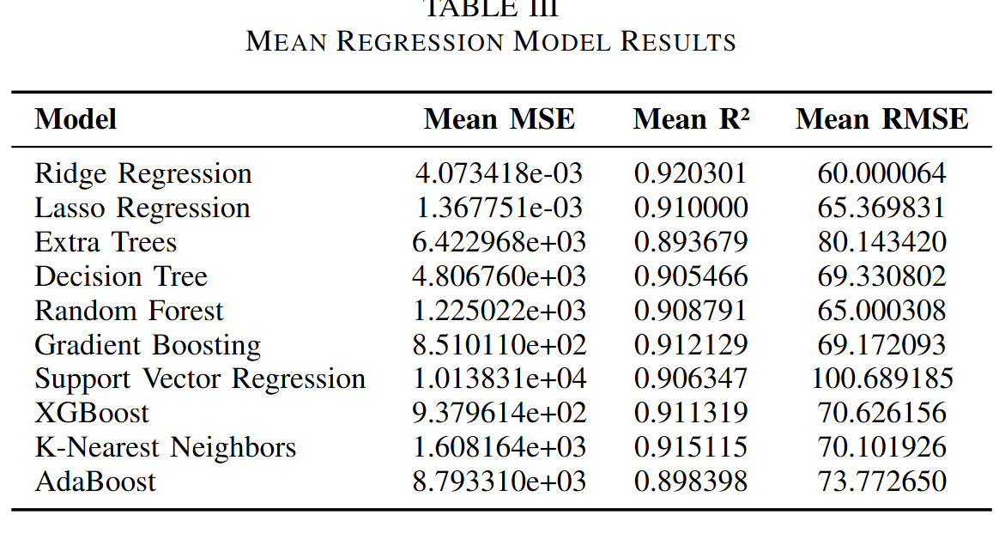 TABLE III
MEAN REGRESSION MODEL RESULTS
Model Mean MSE Mean R² Mean RMSE
Ridge Regression 4.073418e-03 0.920301 60.000064
Lasso Regression 1.367751e-03 0.910000 65.369831
Extra Trees 6.422968e+03 0.893679 80.143420
Decision Tree 4.806760e+03 0.905466 69.330802
Random Forest 1.225022e+03 0.908791 65.000308
Gradient Boosting 8.510110e+02 0.912129 69.172093
Support Vector Regression 1.013831e+04 0.906347 100.689185
XGBoost 9.379614e+02 0.911319 70.626156
K-Nearest Neighbors 1.608164e+03 0.915115 70.101926
AdaBoost 8.793310e+03 0.898398 73.772650